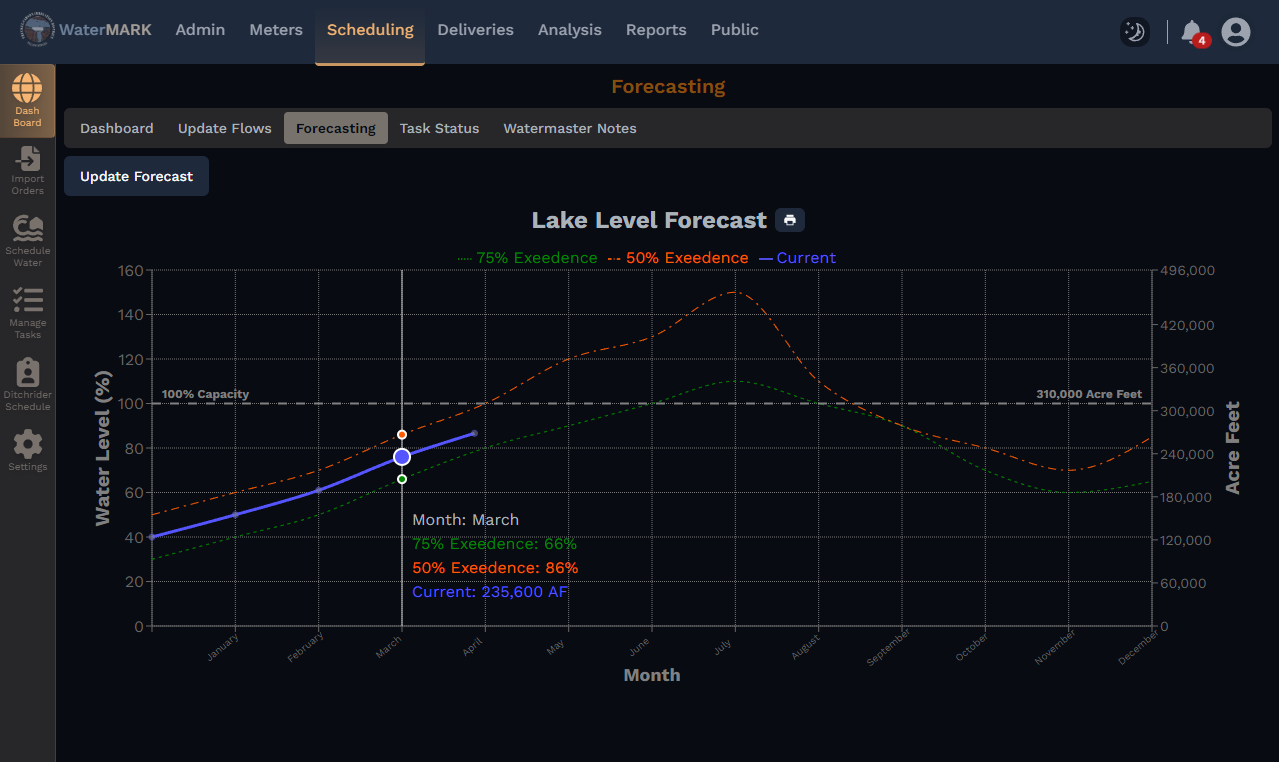 WaterMARK Admin Meters Scheduling Deliveries Analysis Reports Public 4
Dash
Board
Import
Orders
Schedule
Water
Manage
Tasks
Ditchrider
Schedule
Settings
Forecasting
Dashboard Update Flows Forecasting Task Status Watermaster Notes
Update Forecast
Lake Level Forecast
75% Exeedence 50% Exeedence Current
Water Level (%)
160
140
120
100
80
60
40
20
0
100% Capacity 310,000 Acre Feet
Month: March
75% Exeedence: 66%
50% Exeedence: 86%
Current: 235,600 AF
496,000
420,000
360,000
300,000
240,000
180,000
120,000
60,000
0
Acre Feet
January February March April May June July August September October November December
Month